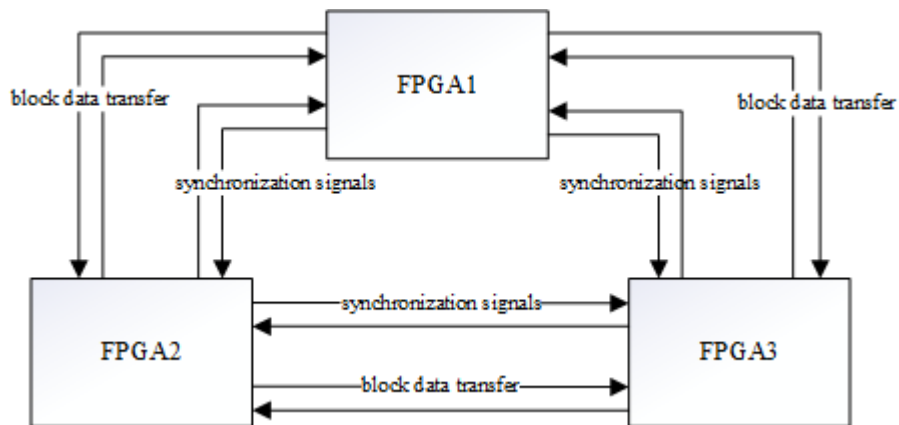 FPGA1
block data transfer
block data transfer
synchronization signals
synchronization signals
synchronization signals
FPGA2
FPGA3
block data transfer